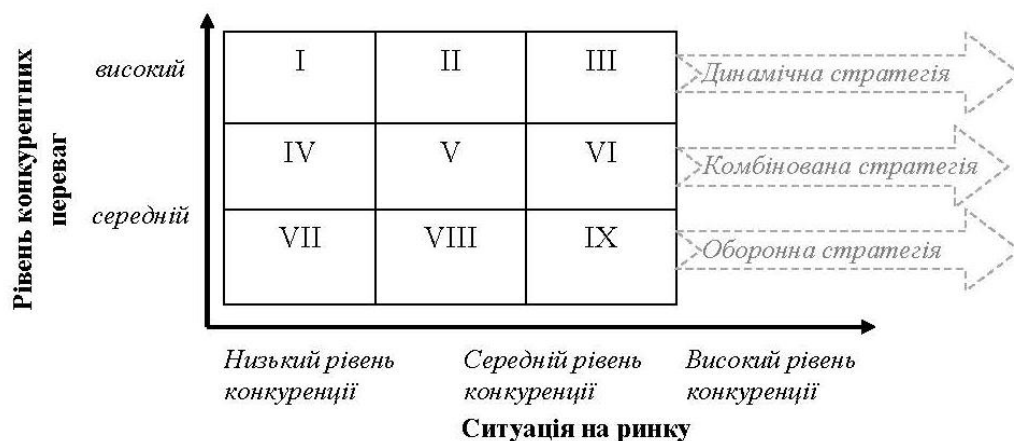 Рівень конкурентних
переваг
високий
I II III
Динамічна стратегія
IV V VI
Комбінована стратегія
середній
VII VIII IX
Оборонна стратегія
Низький рівень
конкуренції
Середній рівень
конкуренції
Високий рівень
конкуренції
Ситуація на ринку